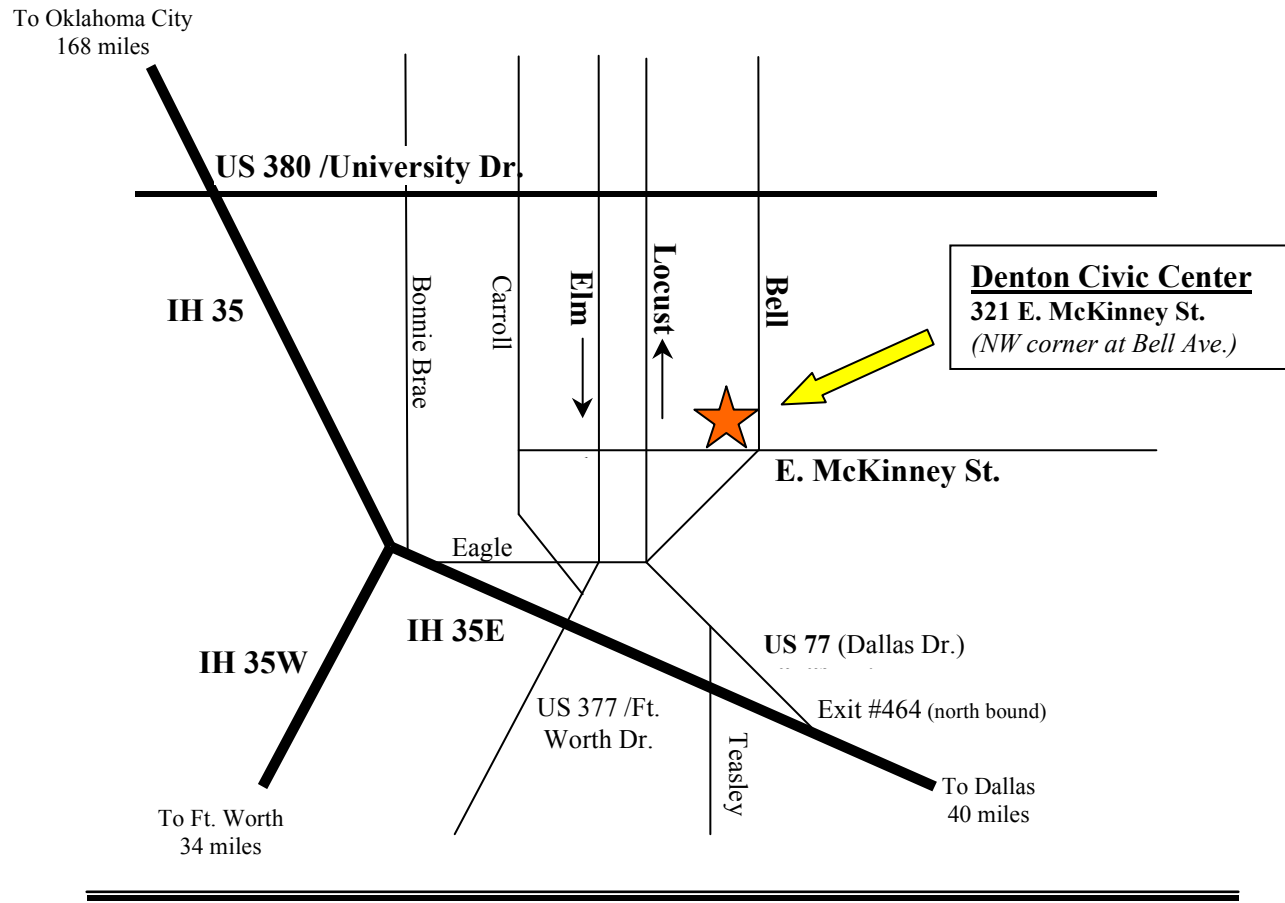 To Oklahoma City
168 miles
US 380 /University Dr.
IH 35
Bonnie Brae
Carroll
Elm
Locust
Bell
Denton Civic Center
321 E. McKinney St.
(NW corner at Bell Ave.)
E. McKinney St.
Eagle
IH 35E
IH 35W
US 77 (Dallas Dr.)
US 377 /Ft.
Worth Dr.
Exit #464 (north bound)
Teasley
To Dallas
40 miles
To Ft. Worth
34 miles